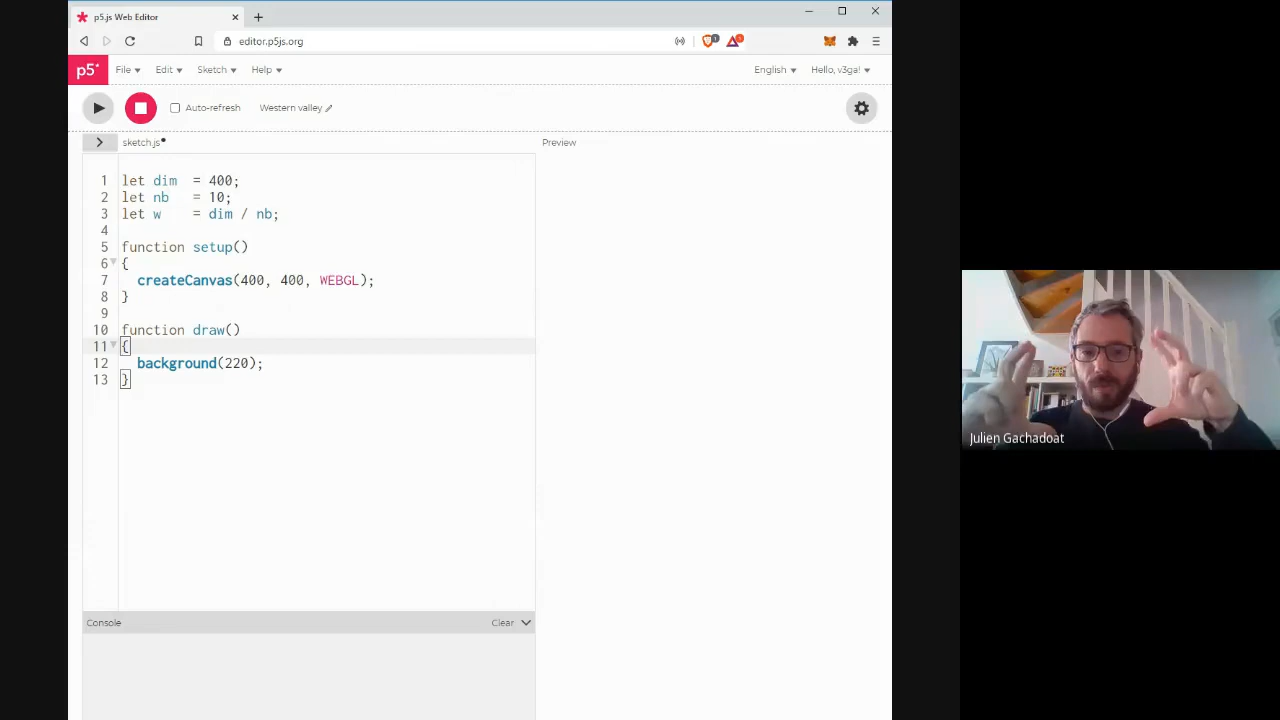 p5.js Web Editor
editor.p5js.org
1
p5*
File
Edit
Sketch
Help
English
Hello, v3ga!
Auto-refresh
Western valley
sketch.js
Preview
1 let dim = 400;
2 let nb = 10;
3 let w = dim / nb;
4
5 function setup()
6 {
7 createCanvas(400, 400, WEBGL);
8 }
9
10 function draw()
11 {
12 background(220);
13 }
Console
Clear
Julien Gachadoat